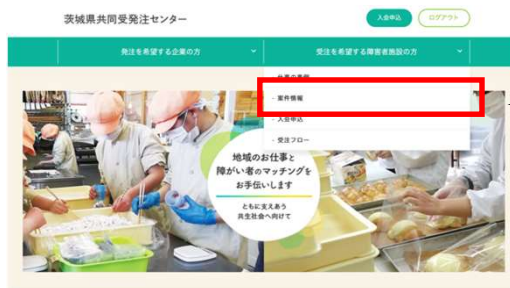 茨城県共同受発注センター
入会申込
ログアウト
発注を希望する企業の方
受注を希望する障害者施設の方
- 案件情報
- 入会申込
- 受注フロー
地域のお仕事と
障がい者のマッチングを
お手伝いします
ともに支えあう
共生社会へ向けて